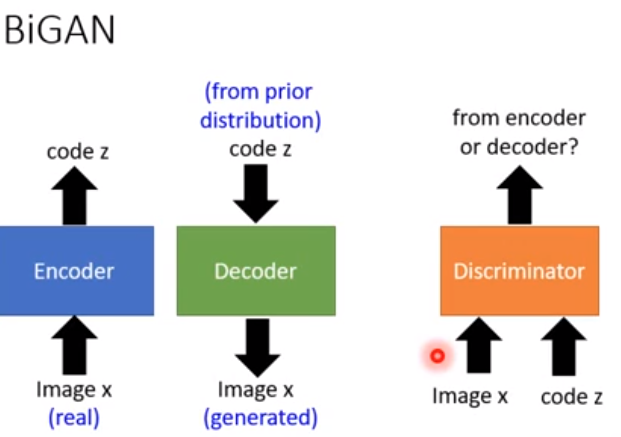 BiGAN
code z
Encoder
Image x
(real)
(from prior
distribution)
code z
Decoder
Image x
(generated)
from encoder
or decoder?
Discriminator
Image x
code z